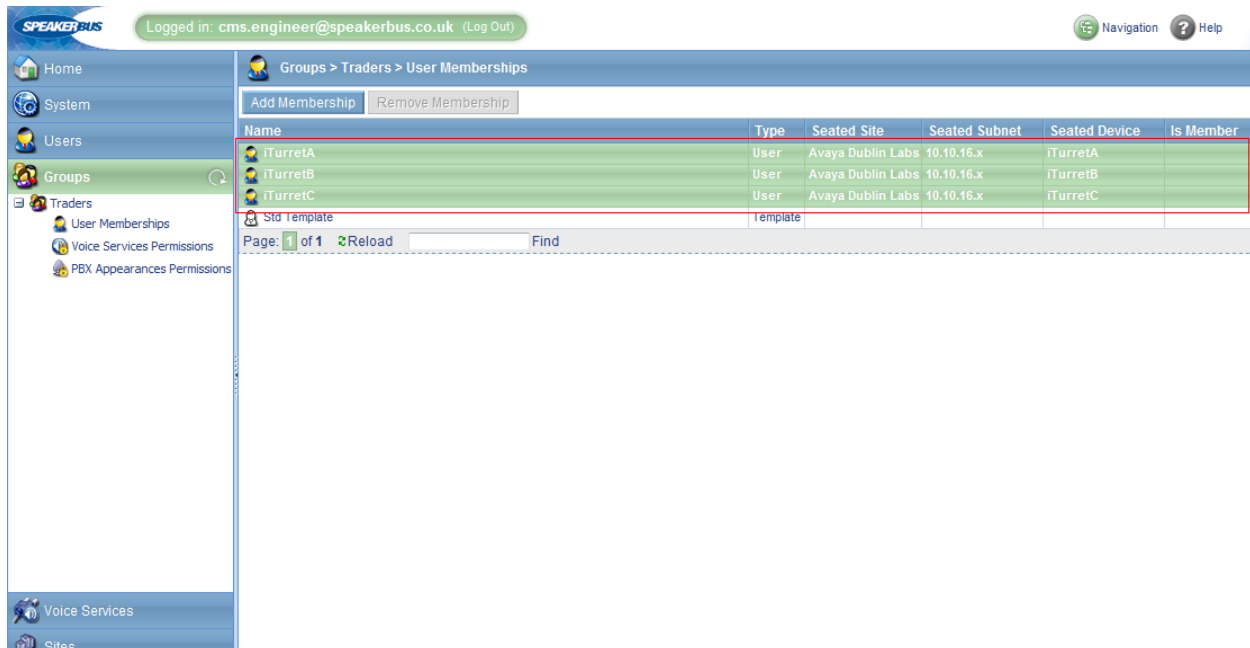 SPEAKERBUS Logged in: cms.engineer@speakerbus.co.uk (Log Out) Navigation ? Help
Home
System
Users
Groups
Traders
User Memberships
Voice Services Permissions
PBX Appearances Permissions
Voice Services
Sites
Groups > Traders > User Memberships
Add Membership Remove Membership
Name Type Seated Site Seated Subnet Seated Device Is Member
iTurretA User Avaya Dublin Labs 10.10.16.x iTurretA
iTurretB User Avaya Dublin Labs 10.10.16.x iTurretB
iTurretC User Avaya Dublin Labs 10.10.16.x iTurretC
Std Template Template
Page: 1 of 1 Reload Find